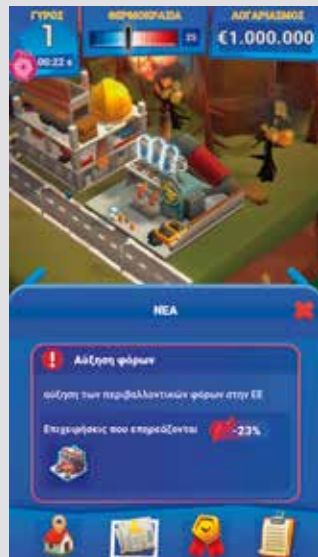 ΓΥΡΟΣ
1
00:22 s
ΘΕΡΜΟΚΡΑΣΙΑ
25
ΛΟΓΑΡΙΑΣΜΟΣ
€1.000.000
ΝΕΑ
Αύξηση φόρων
αύξηση των περιβαλλοντικών φόρων στην ΕΕ
Επιχειρήσεις που επηρεάζονται
-23%